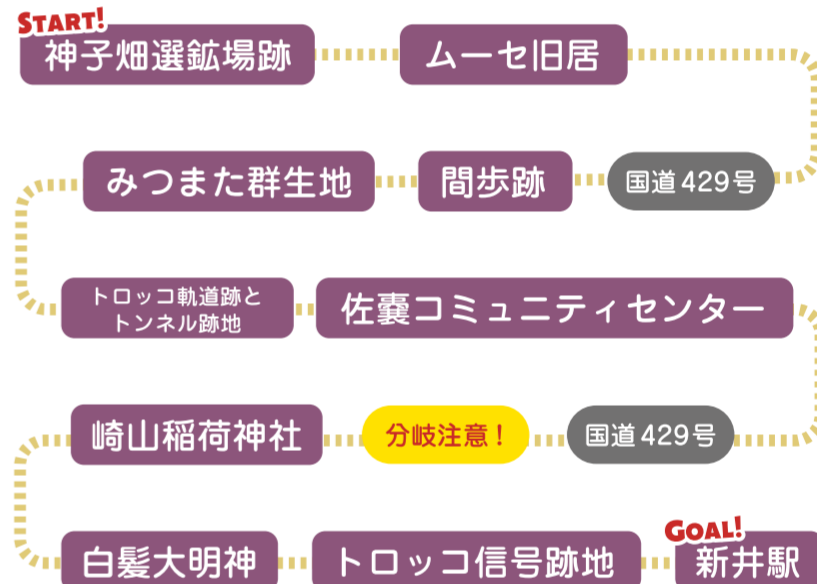 START!
神子畑選鉱場跡
ムーセ旧居
国道429号
間歩跡
みつまた群生地
トロッコ軌道跡と
トンネル跡地
佐嚢コミュニティセンター
国道429号
分岐注意！
崎山稲荷神社
白髪大明神
トロッコ信号跡地
GOAL!
新井駅